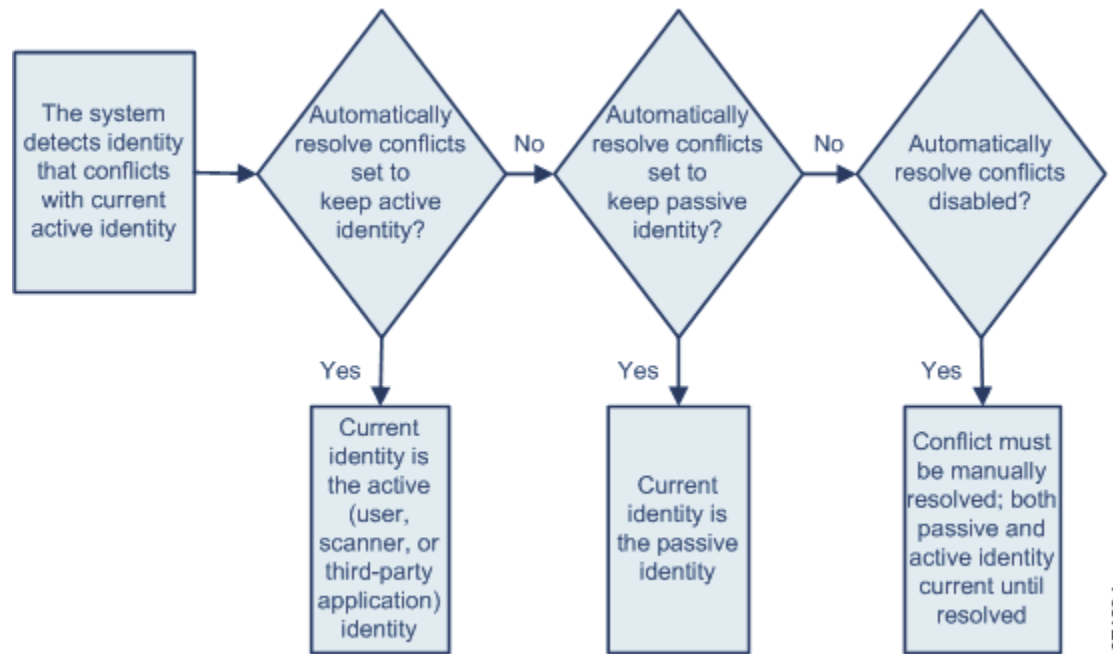 The system
detects identity
that conflicts
with current
active identity
Automatically
resolve conflicts
set to
keep active
identity?
No
Automatically
resolve conflicts
set to
keep passive
identity?
No
Automatically
resolve conflicts
disabled?
Yes
Yes
Yes
Current
identity is
the active
(user,
scanner, or
third-party
application)
identity
Current
identity is
the passive
identity
Conflict must
be manually
resolved; both
passive and
active identity
current until
resolved